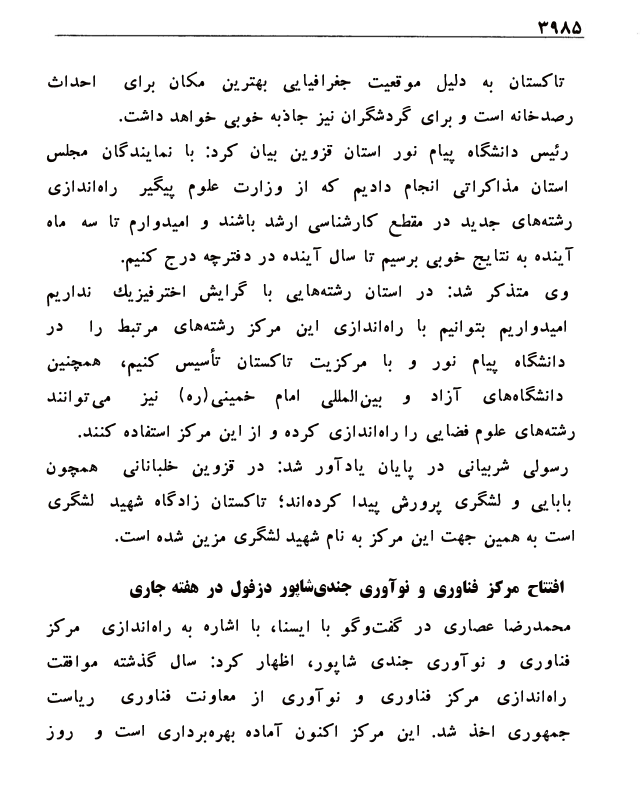 ۳۹۸۵
تاکستان به دلیل موقعیت جغرافیایی بهترین مکان برای احداث
رصدخانه است و برای گردشگران نیز جاذبه خوبی خواهد داشت.
رئیس دانشگاه پیام نور استان قزوین بیان کرد: با نمایندگان مجلس
استان مذاکراتی انجام دادیم که از وزارت علوم پیگیر راه‌اندازی
رشته‌های جدید در مقطع کارشناسی ارشد باشند و امیدوارم تا سه ماه
آینده به نتایج خوبی برسیم تا سال آینده در دفترچه درج کنیم.
وی متذکر شد: در استان رشته‌هایی با گرایش اخترفیزیك نداریم
امیدواریم بتوانیم با راه‌اندازی این مرکز رشته‌های مرتبط را در
دانشگاه پیام نور و با مرکزیت تاکستان تأسیس کنیم، همچنین
دانشگاه‌های آزاد و بین‌المللی امام خمینی(ره) نیز می‌توانند
رشته‌های علوم فضایی را راه‌اندازی کرده و از این مرکز استفاده کنند.
رسولی شربیانی در پایان یادآور شد: در قزوین خلبانانی همچون
بابایی و لشگری پرورش پیدا کرده‌اند؛ تاکستان زادگاه شهید لشگری
است به همین جهت این مرکز به نام شهید لشگری مزین شده است.
افتتاح مرکز فناوری و نوآوری جندی‌شاپور دزفول در هفته جاری
محمدرضا عصاری در گفت‌وگو با ایسنا، با اشاره به راه‌اندازی مرکز
فناوری و نوآوری جندی شاپور، اظهار کرد: سال گذشته موافقت
راه‌اندازی مرکز فناوری و نوآوری از معاونت فناوری ریاست
جمهوری اخذ شد. این مرکز اکنون آماده بهره‌برداری است و روز